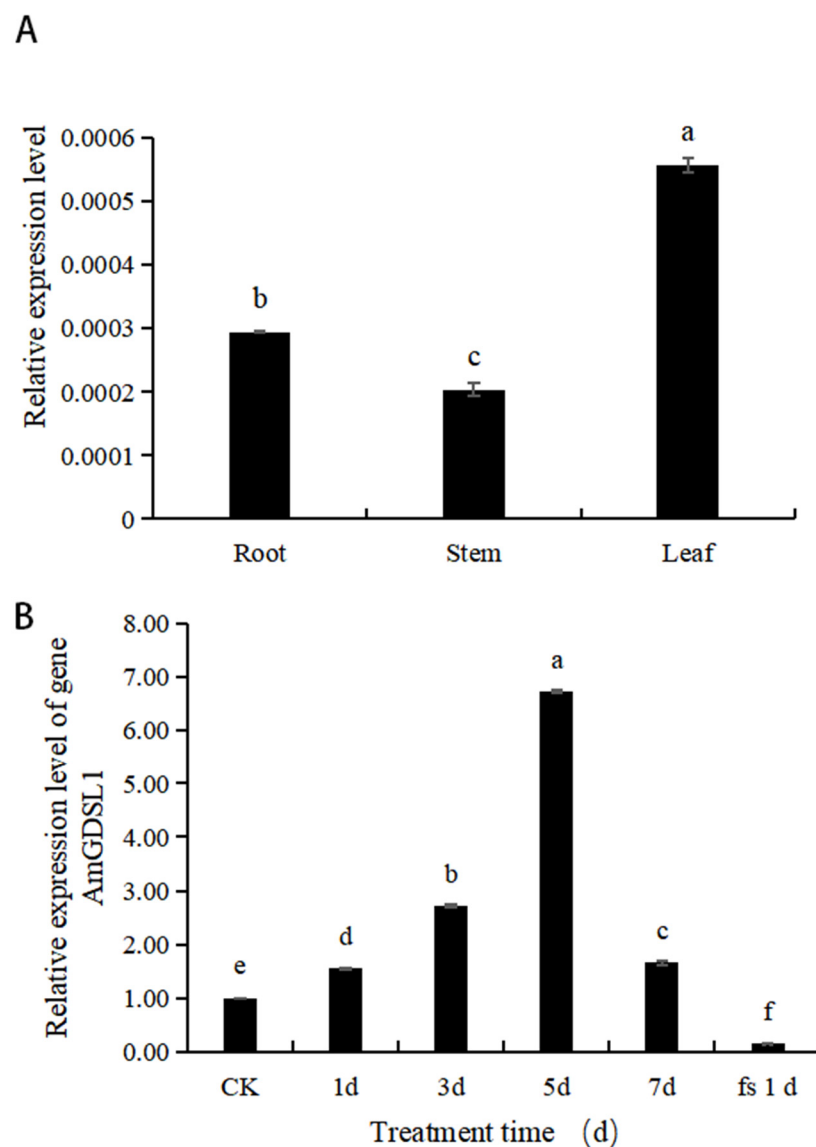 A
Relative expression level
0.0006
0.0005
0.0004
0.0003
0.0002
0.0001
0
b
c
a
Root Stem Leaf
B
Relative expression level of gene
AmGDSL1
8.00
7.00
6.00
5.00
4.00
3.00
2.00
1.00
0.00
e
d
b
a
c
f
CK 1d 3d 5d 7d fs 1 d
Treatment time （d）